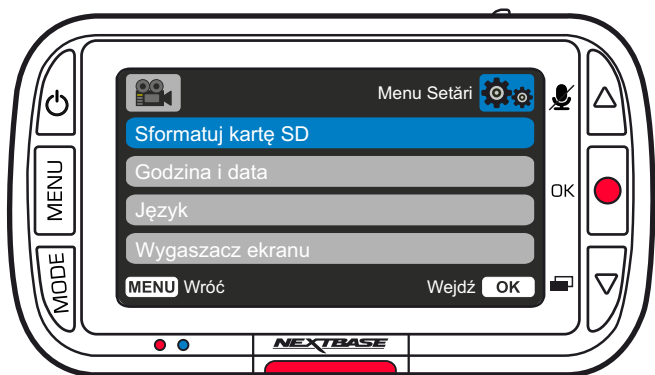 Menu Setări
Sformatuj kartę SD
Godzina i data
Język
Wygaszacz ekranu
MENU Wróć
Wejdź OK
MENU
MODE
OK
NEXTBASE